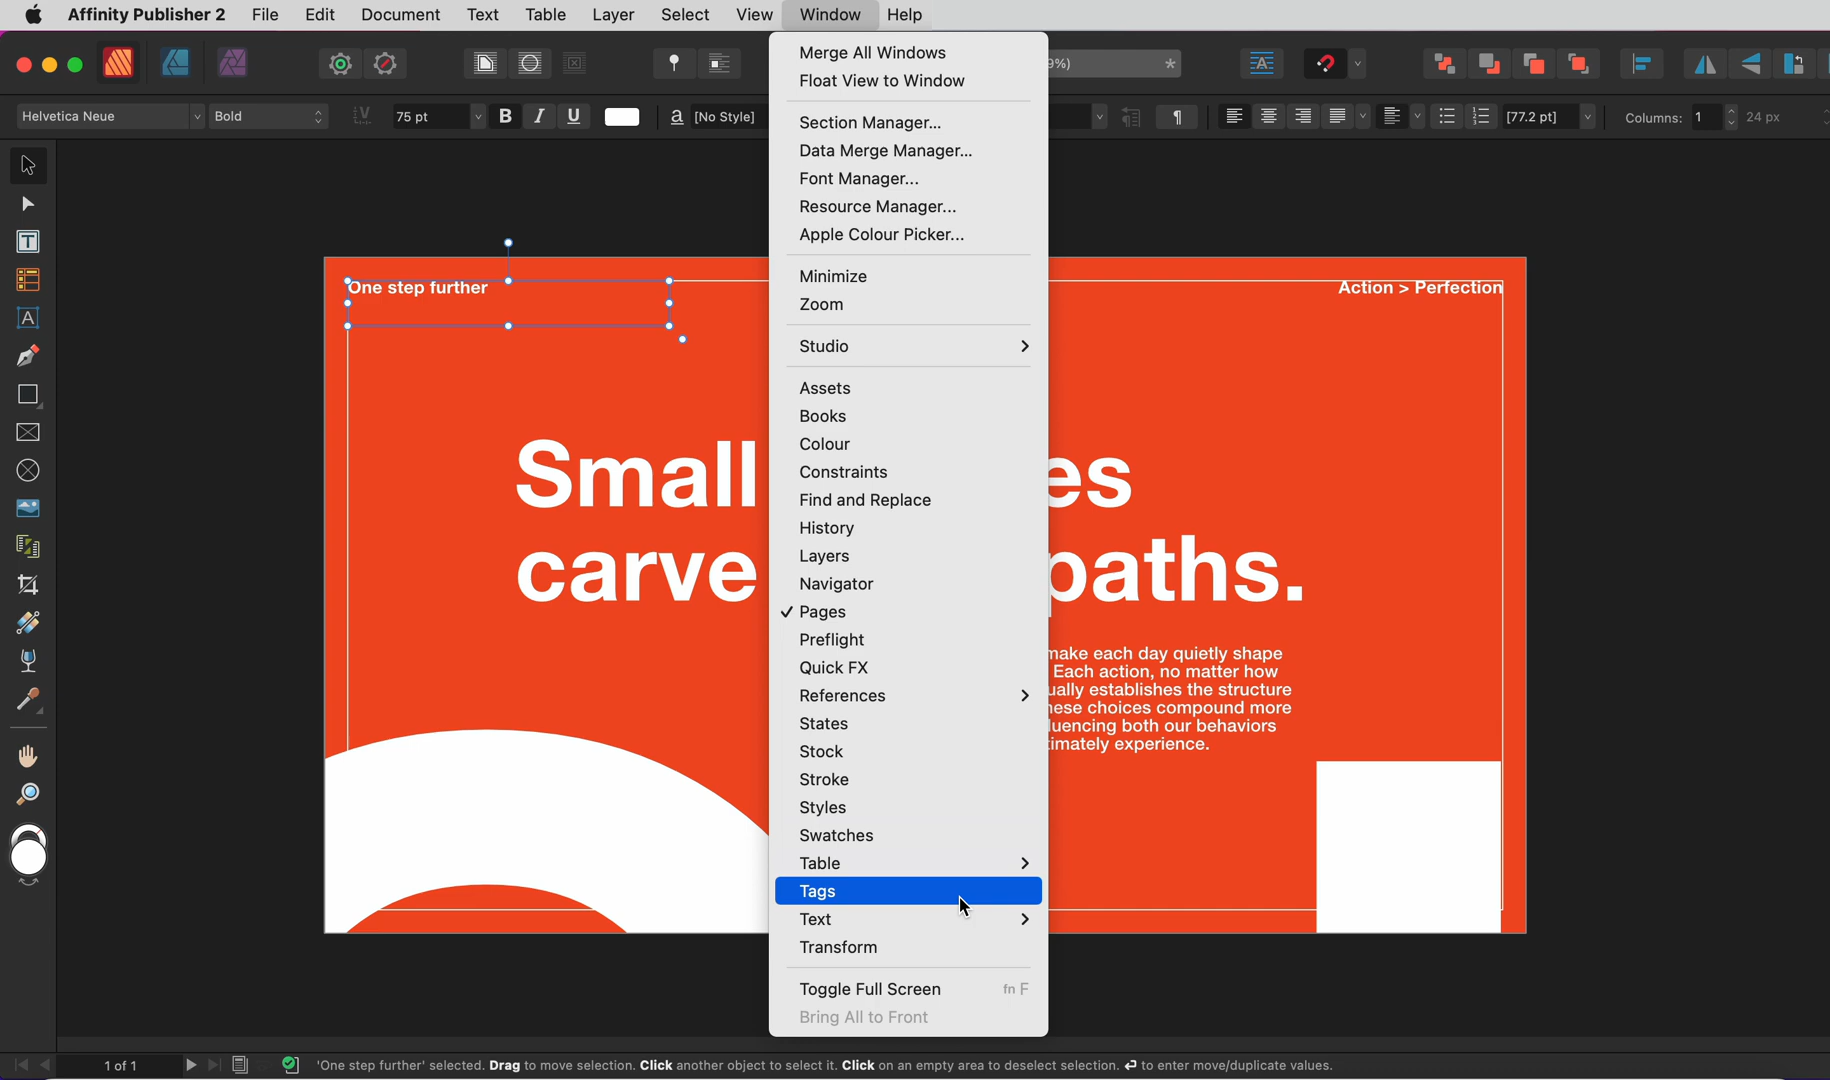 Affinity Publisher 2 File Edit Document Text Table Layer Select View Window Help
9%) *
Helvetica Neue Bold 75 pt B I U a [No Style] ¶ [77.2 pt] Columns: 1 24 px
Merge All Windows
Float View to Window
Section Manager...
Data Merge Manager...
Font Manager...
Resource Manager...
Apple Colour Picker...
Minimize
Zoom
Studio
Assets
Books
Colour
Constraints
Find and Replace
History
Layers
Navigator
✓ Pages
Preflight
Quick FX
References
States
Stock
Stroke
Styles
Swatches
Table
Tags
Text
Transform
Toggle Full Screen fn F
Bring All to Front
One step further
Action > Perfection
Small es
carve paths.
make each day quietly shape
Each action, no matter how
ually establishes the structure
hese choices compound more
luencing both our behaviors
timately experience.
1 of 1 'One step further' selected. Drag to move selection. Click another object to select it. Click on an empty area to deselect selection. ↵ to enter move/duplicate values.